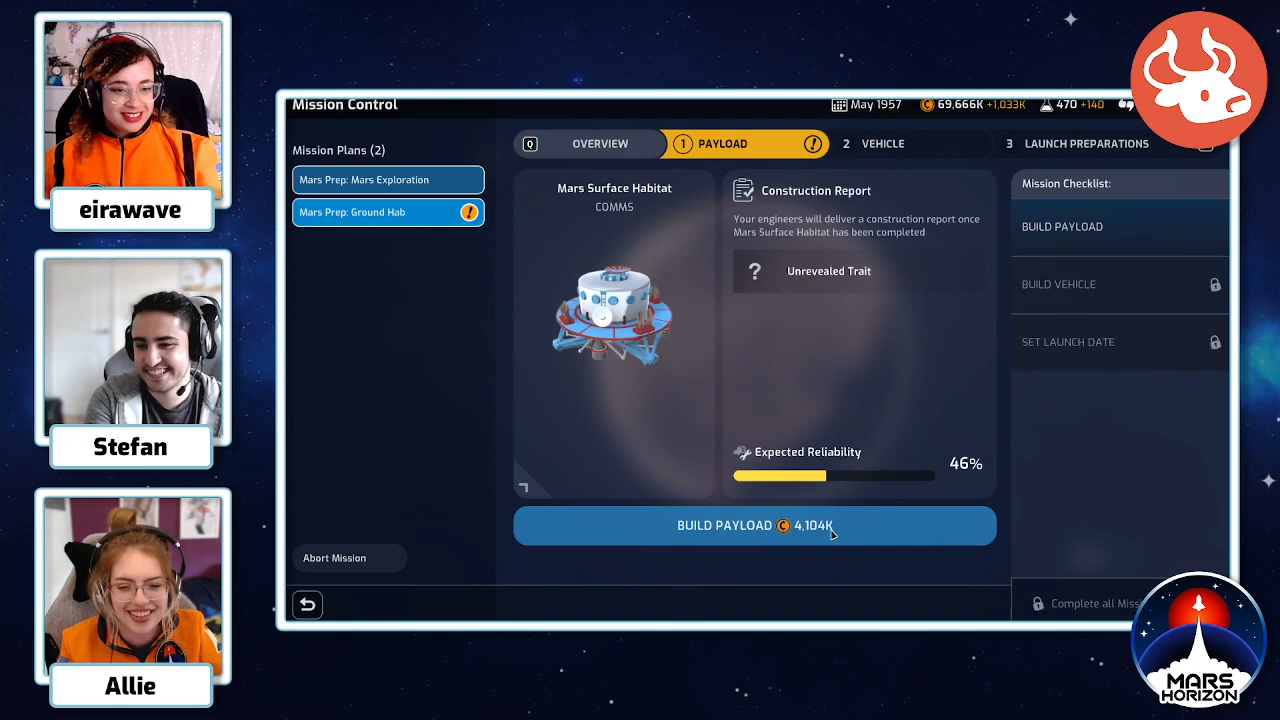 eirawave
Stefan
Allie
Mission Control
May 1957
69,666K +1,033K
470 +140
Mission Plans (2)
Mars Prep: Mars Exploration
Mars Prep: Ground Hab
Abort Mission
Q
OVERVIEW
1 PAYLOAD
2 VEHICLE
3 LAUNCH PREPARATIONS
Mars Surface Habitat
COMMS
Construction Report
Your engineers will deliver a construction report once
Mars Surface Habitat has been completed
? Unrevealed Trait
Expected Reliability
46%
BUILD PAYLOAD C 4,104K
Mission Checklist:
BUILD PAYLOAD
BUILD VEHICLE
SET LAUNCH DATE
Complete all
MARS
HORIZON